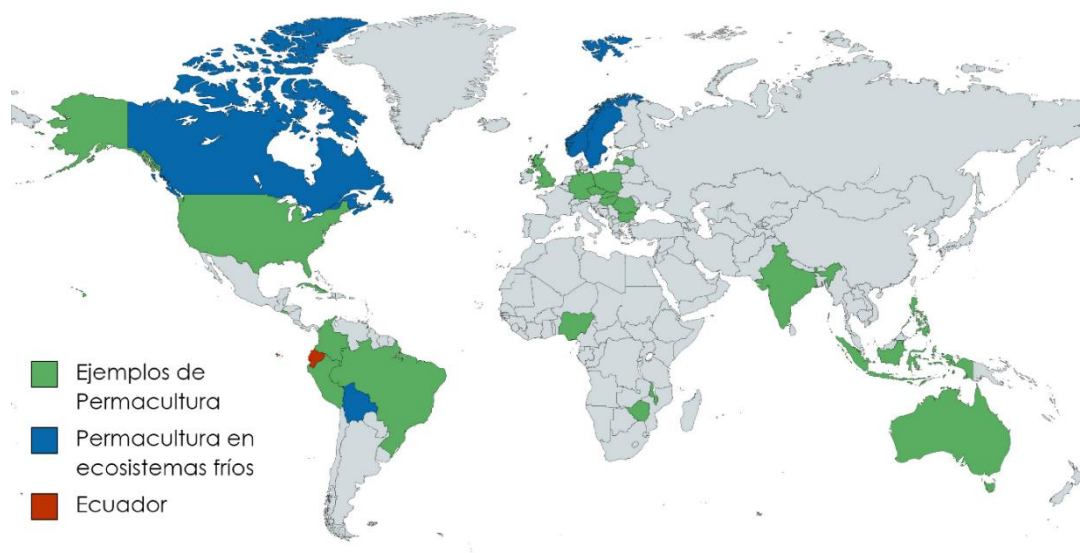 Ejemplos de
Permacultura
Permacultura en
ecosistemas fríos
Ecuador